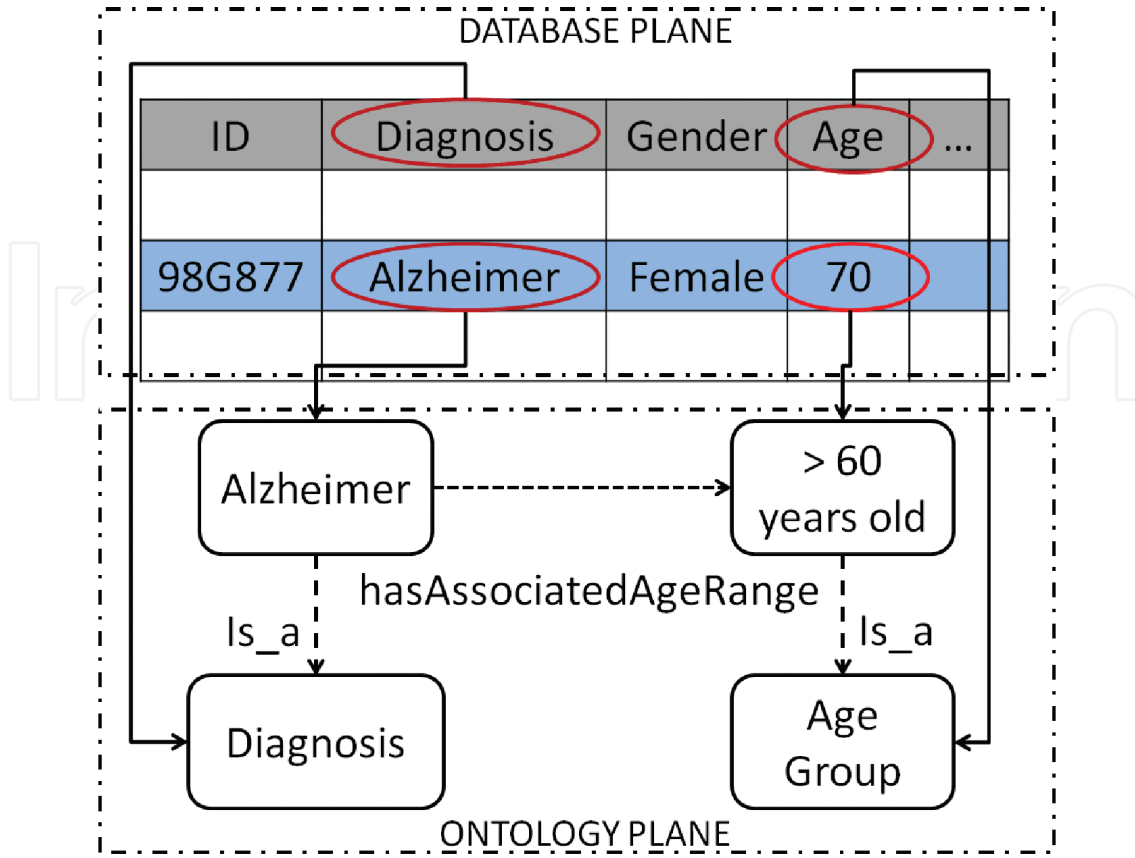 DATABASE PLANE
ID Diagnosis Gender Age ...
98G877 Alzheimer Female 70
Alzheimer
> 60
years old
hasAssociatedAgeRange
Is_a
Is_a
Diagnosis
Age
Group
ONTOLOGY PLANE